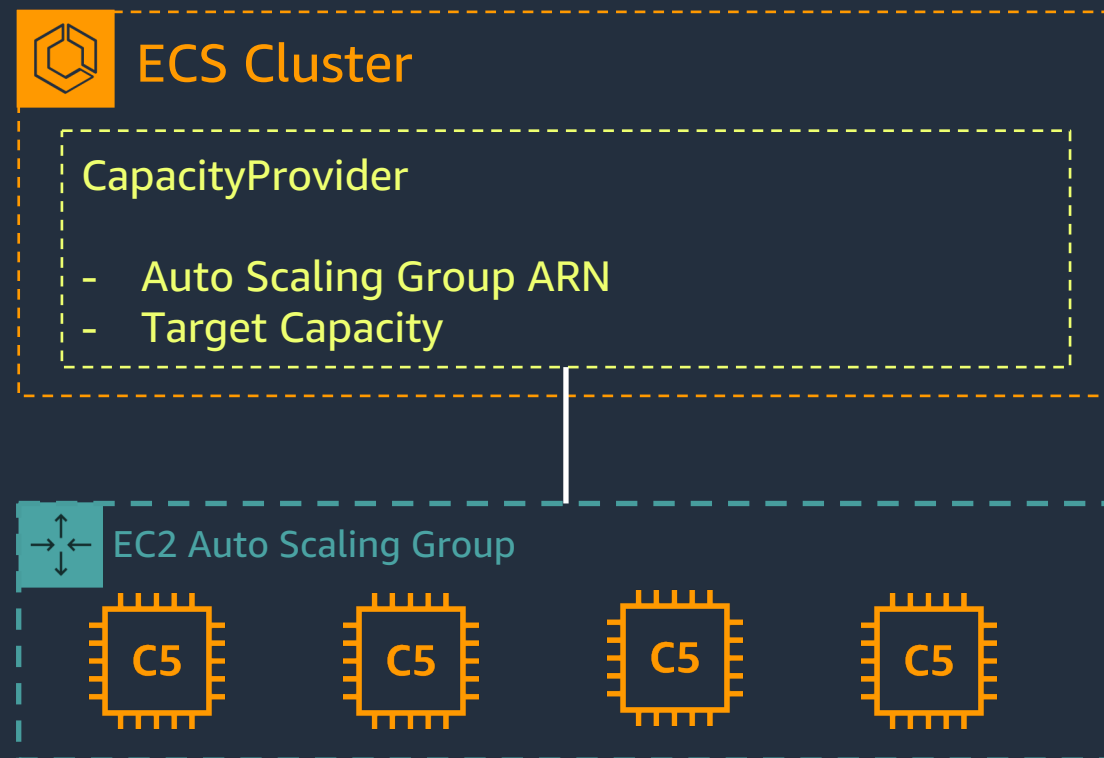 ECS Cluster
CapacityProvider
- Auto Scaling Group ARN
- Target Capacity
EC2 Auto Scaling Group
C5 C5 C5 C5